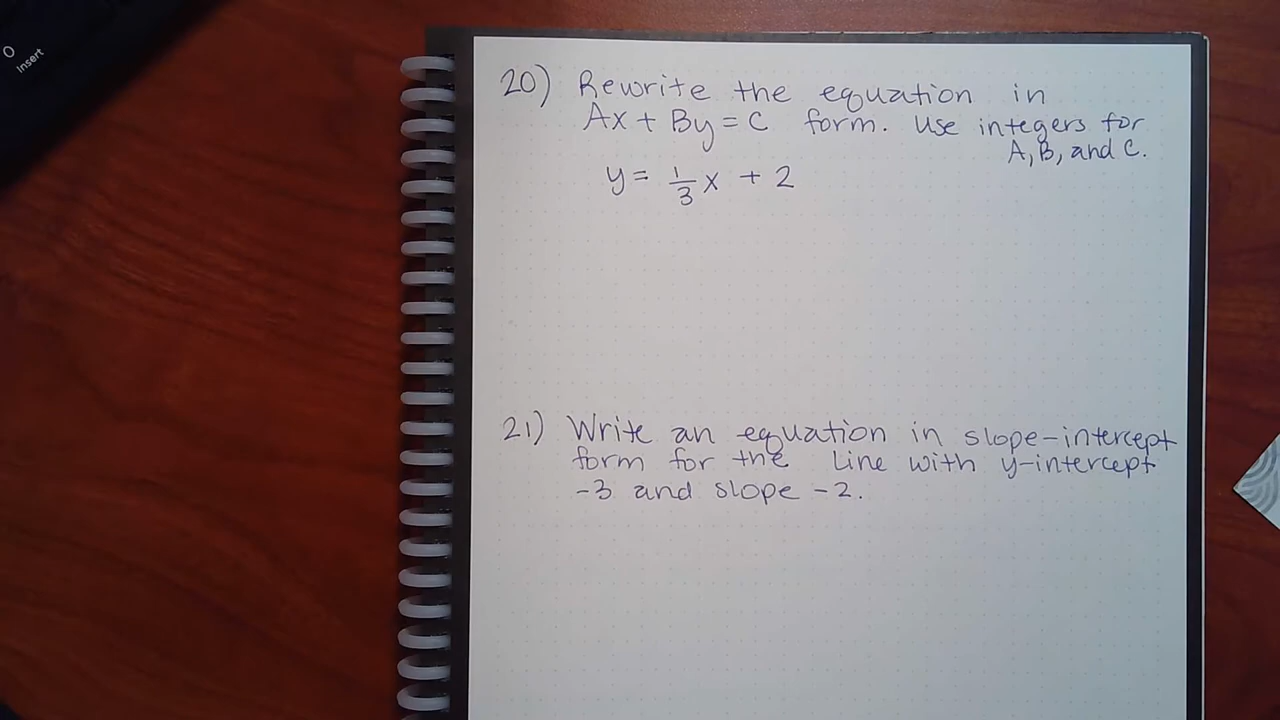 O
Insert
20) Rewrite the equation in
Ax + By = C form. Use integers for
A, B, and C.
y = 1/3 x + 2
21) Write an equation in slope-intercept
form for the line with y-intercept
-3 and slope -2.